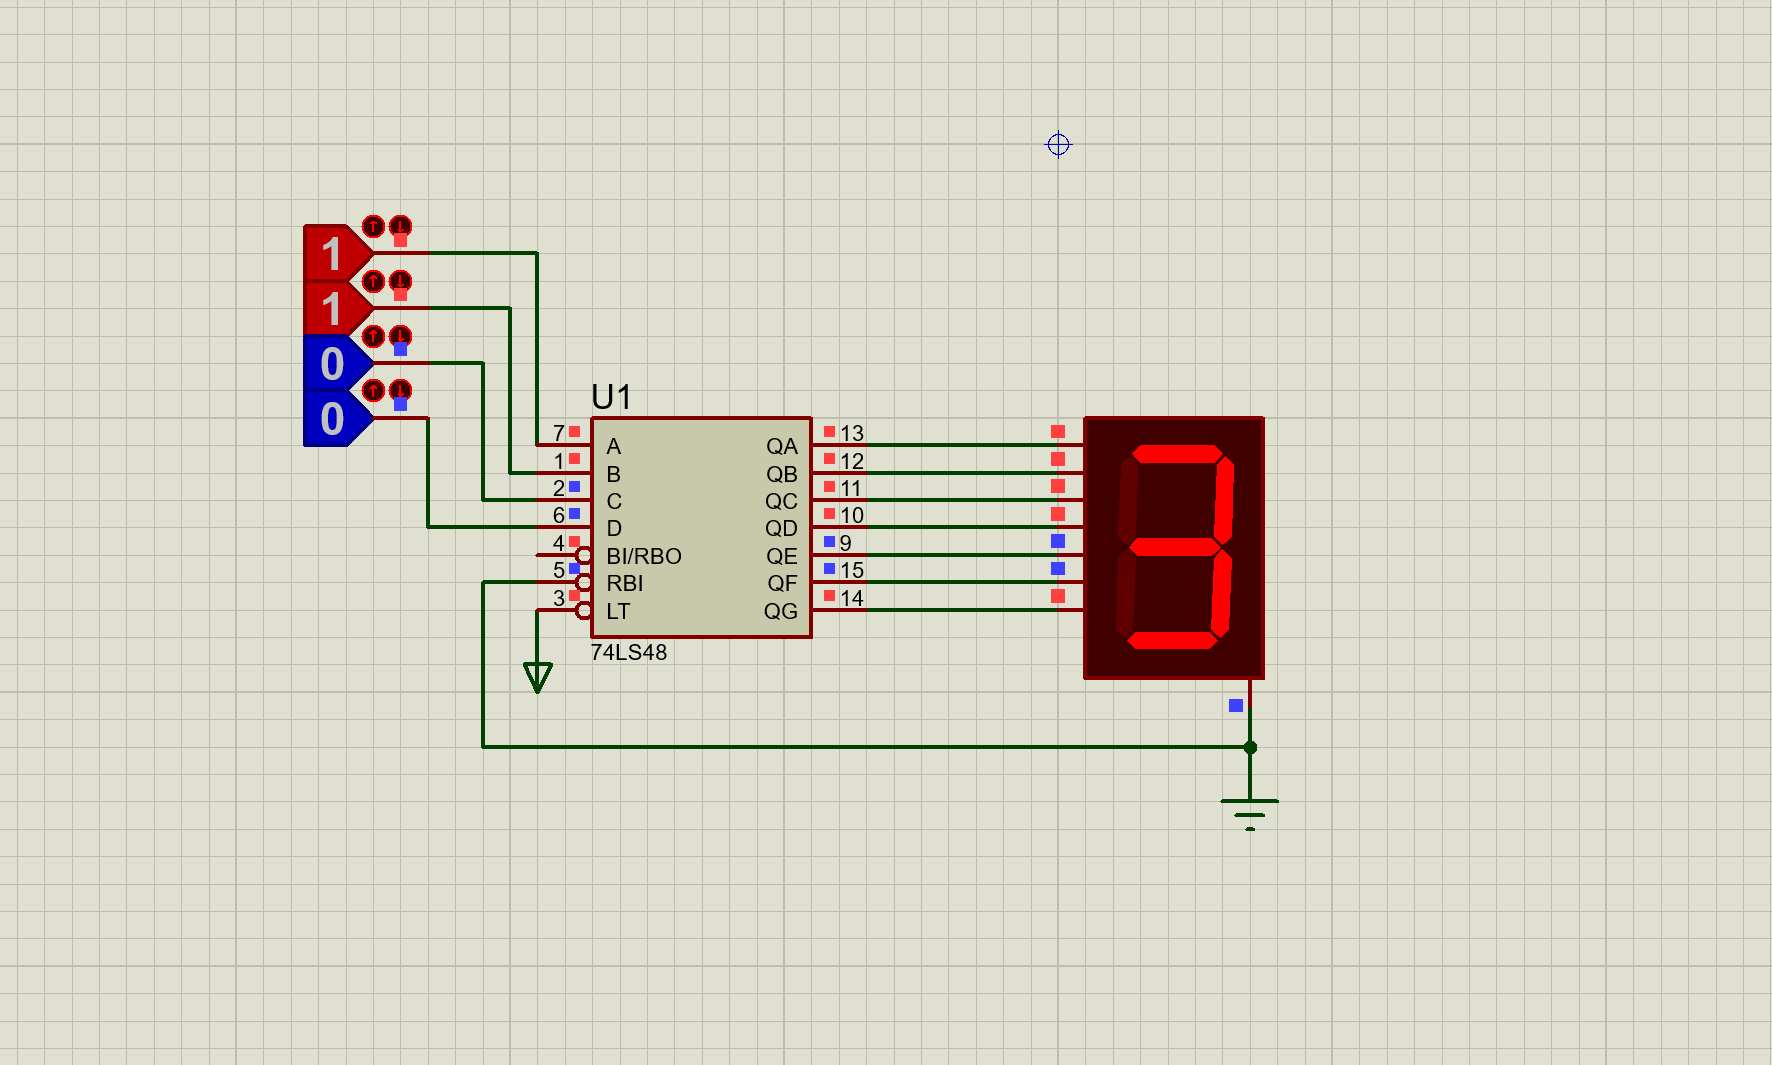 1
1
0
0
U1
7 A QA 13
1 B QB 12
2 C QC 11
6 D QD 10
4 BI/RBO QE 9
5 RBI QF 15
3 LT QG 14
74LS48
3